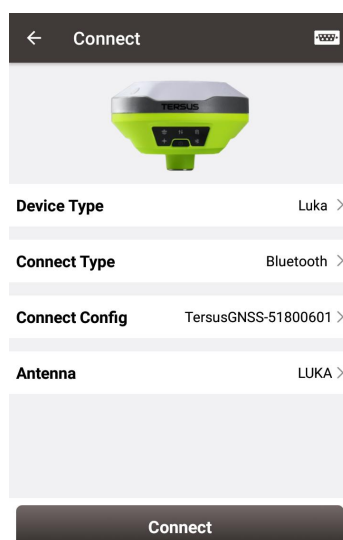 Connect
TERSUS
Device Type Luka
Connect Type Bluetooth
Connect Config TersusGNSS-51800601
Antenna LUKA
Connect